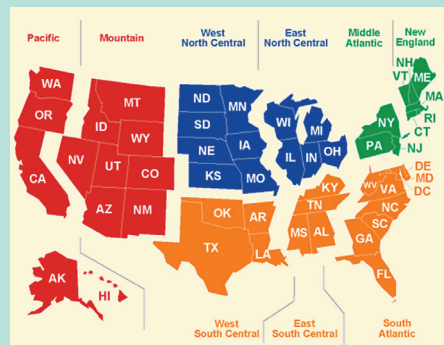 Pacific
Mountain
West
North Central
East
North Central
Middle
Atlantic
New England
WA
OR
CA
NV
ID
MT
WY
UT
CO
AZ
NM
AK
HI
ND
SD
NE
KS
MN
IA
MO
WI
MI
IL
IN
OH
NH
VT
ME
MA
RI
CT
NJ
NY
PA
OK
TX
AR
LA
KY
TN
MS
AL
DE
MD
DC
WV
VA
NC
SC
GA
FL
West
South Central
East
South Central
South
Atlantic